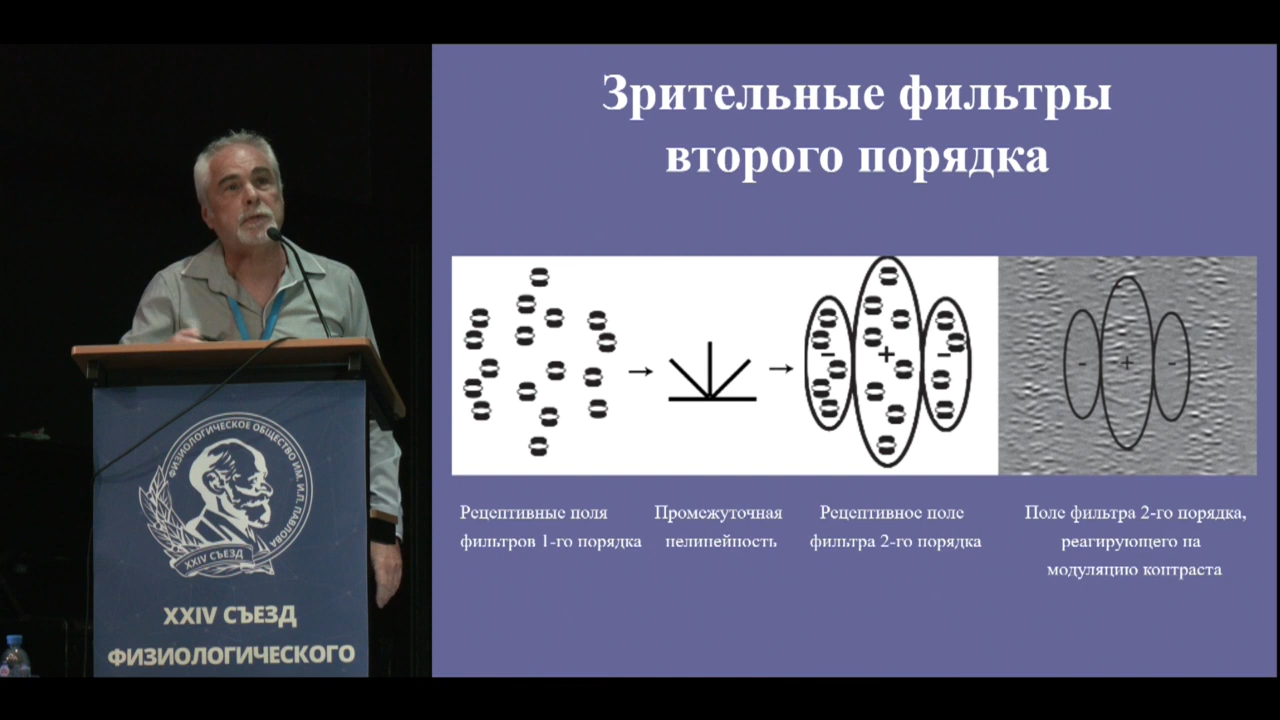 Зрительные фильтры
второго порядка
Рецептивные поля
фильтров 1-го порядка
Промежуточная
нелинейность
Рецептивное поле
фильтра 2-го порядка
Поле фильтра 2-го порядка,
реагирующего на
модуляцию контраста
ФИЗИОЛОГИЧЕСКОЕ ОБЩЕСТВО ИМ. И.П. ПАВЛОВА
XXIV СЪЕЗД
XXIV СЪЕЗД
ФИЗИОЛОГИЧЕСКОГО